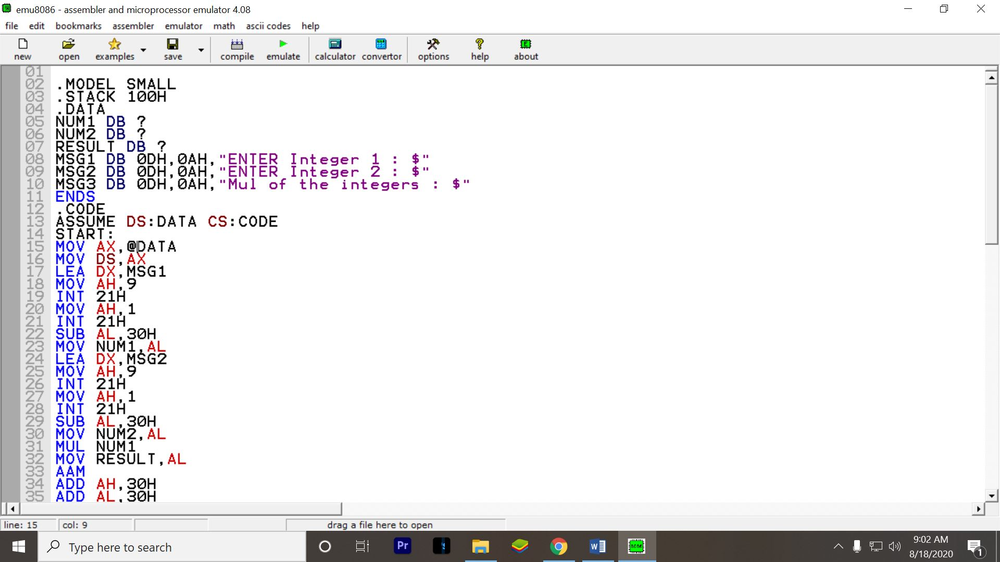 emu8086 - assembler and microprocessor emulator 4.08
file edit bookmarks assembler emulator math ascii codes help
new open examples save compile emulate calculator convertor options help about
01
02 .MODEL SMALL
03 .STACK 100H
04 .DATA
05 NUM1 DB ?
06 NUM2 DB ?
07 RESULT DB ?
08 MSG1 DB 0DH,0AH,"ENTER Integer 1 : $"
09 MSG2 DB 0DH,0AH,"ENTER Integer 2 : $"
10 MSG3 DB 0DH,0AH,"Mul of the integers : $"
11 ENDS
12 .CODE
13 ASSUME DS:DATA CS:CODE
14 START:
15 MOV AX,@DATA
16 MOV DS,AX
17 LEA DX,MSG1
18 MOV AH,9
19 INT 21H
20 MOV AH,1
21 INT 21H
22 SUB AL,30H
23 MOV NUM1,AL
24 LEA DX,MSG2
25 MOV AH,9
26 INT 21H
27 MOV AH,1
28 INT 21H
29 SUB AL,30H
30 MOV NUM2,AL
31 MUL NUM1
32 MOV RESULT,AL
33 AAM
34 ADD AH,30H
35 ADD AL,30H
line: 15 col: 9 drag a file here to open
Type here to search Pr W 8086 9:02 AM
8/18/2020 1